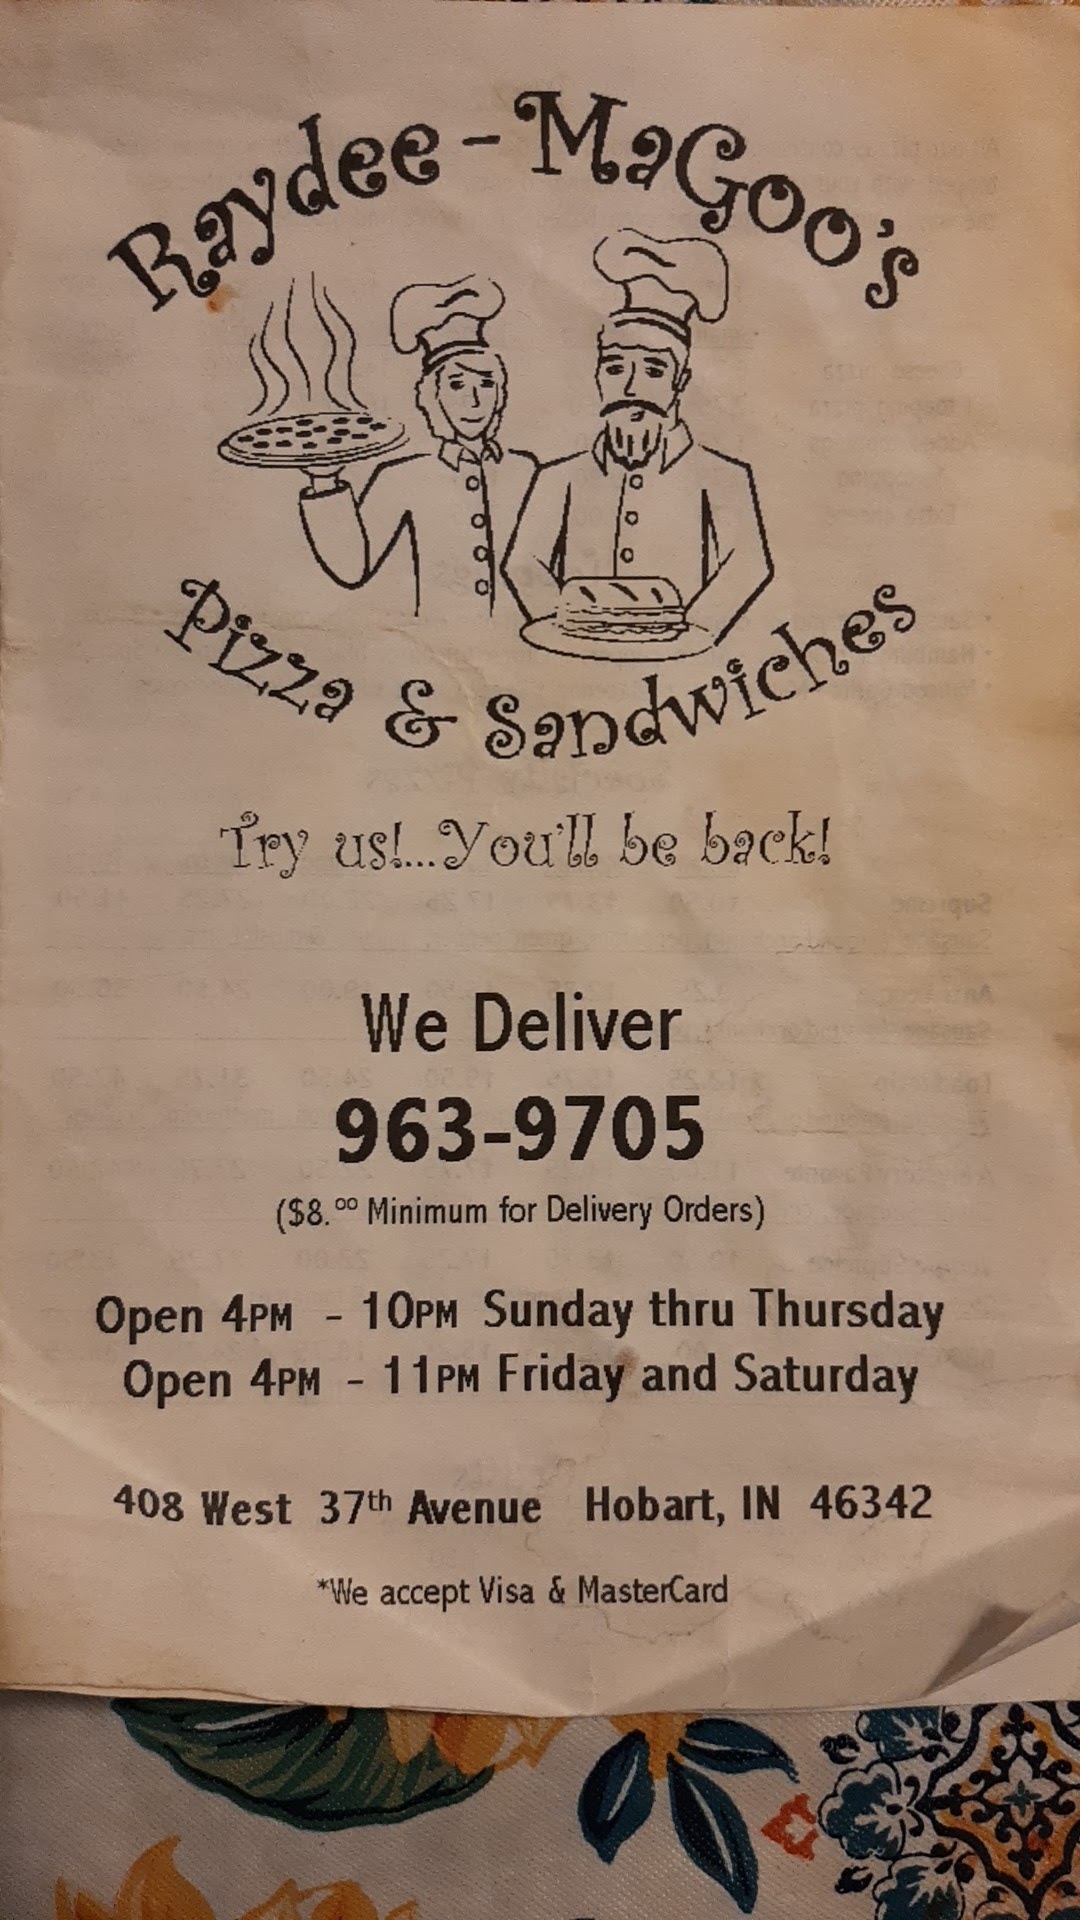 Raydee-MaGoo's
Pizza & Sandwiches
Try us!...You'll be back!
We Deliver
963-9705
($8.⁰⁰ Minimum for Delivery Orders)
Open 4PM - 10PM Sunday thru Thursday
Open 4PM - 11PM Friday and Saturday
408 West 37th Avenue Hobart, IN 46342
*We accept Visa & MasterCard